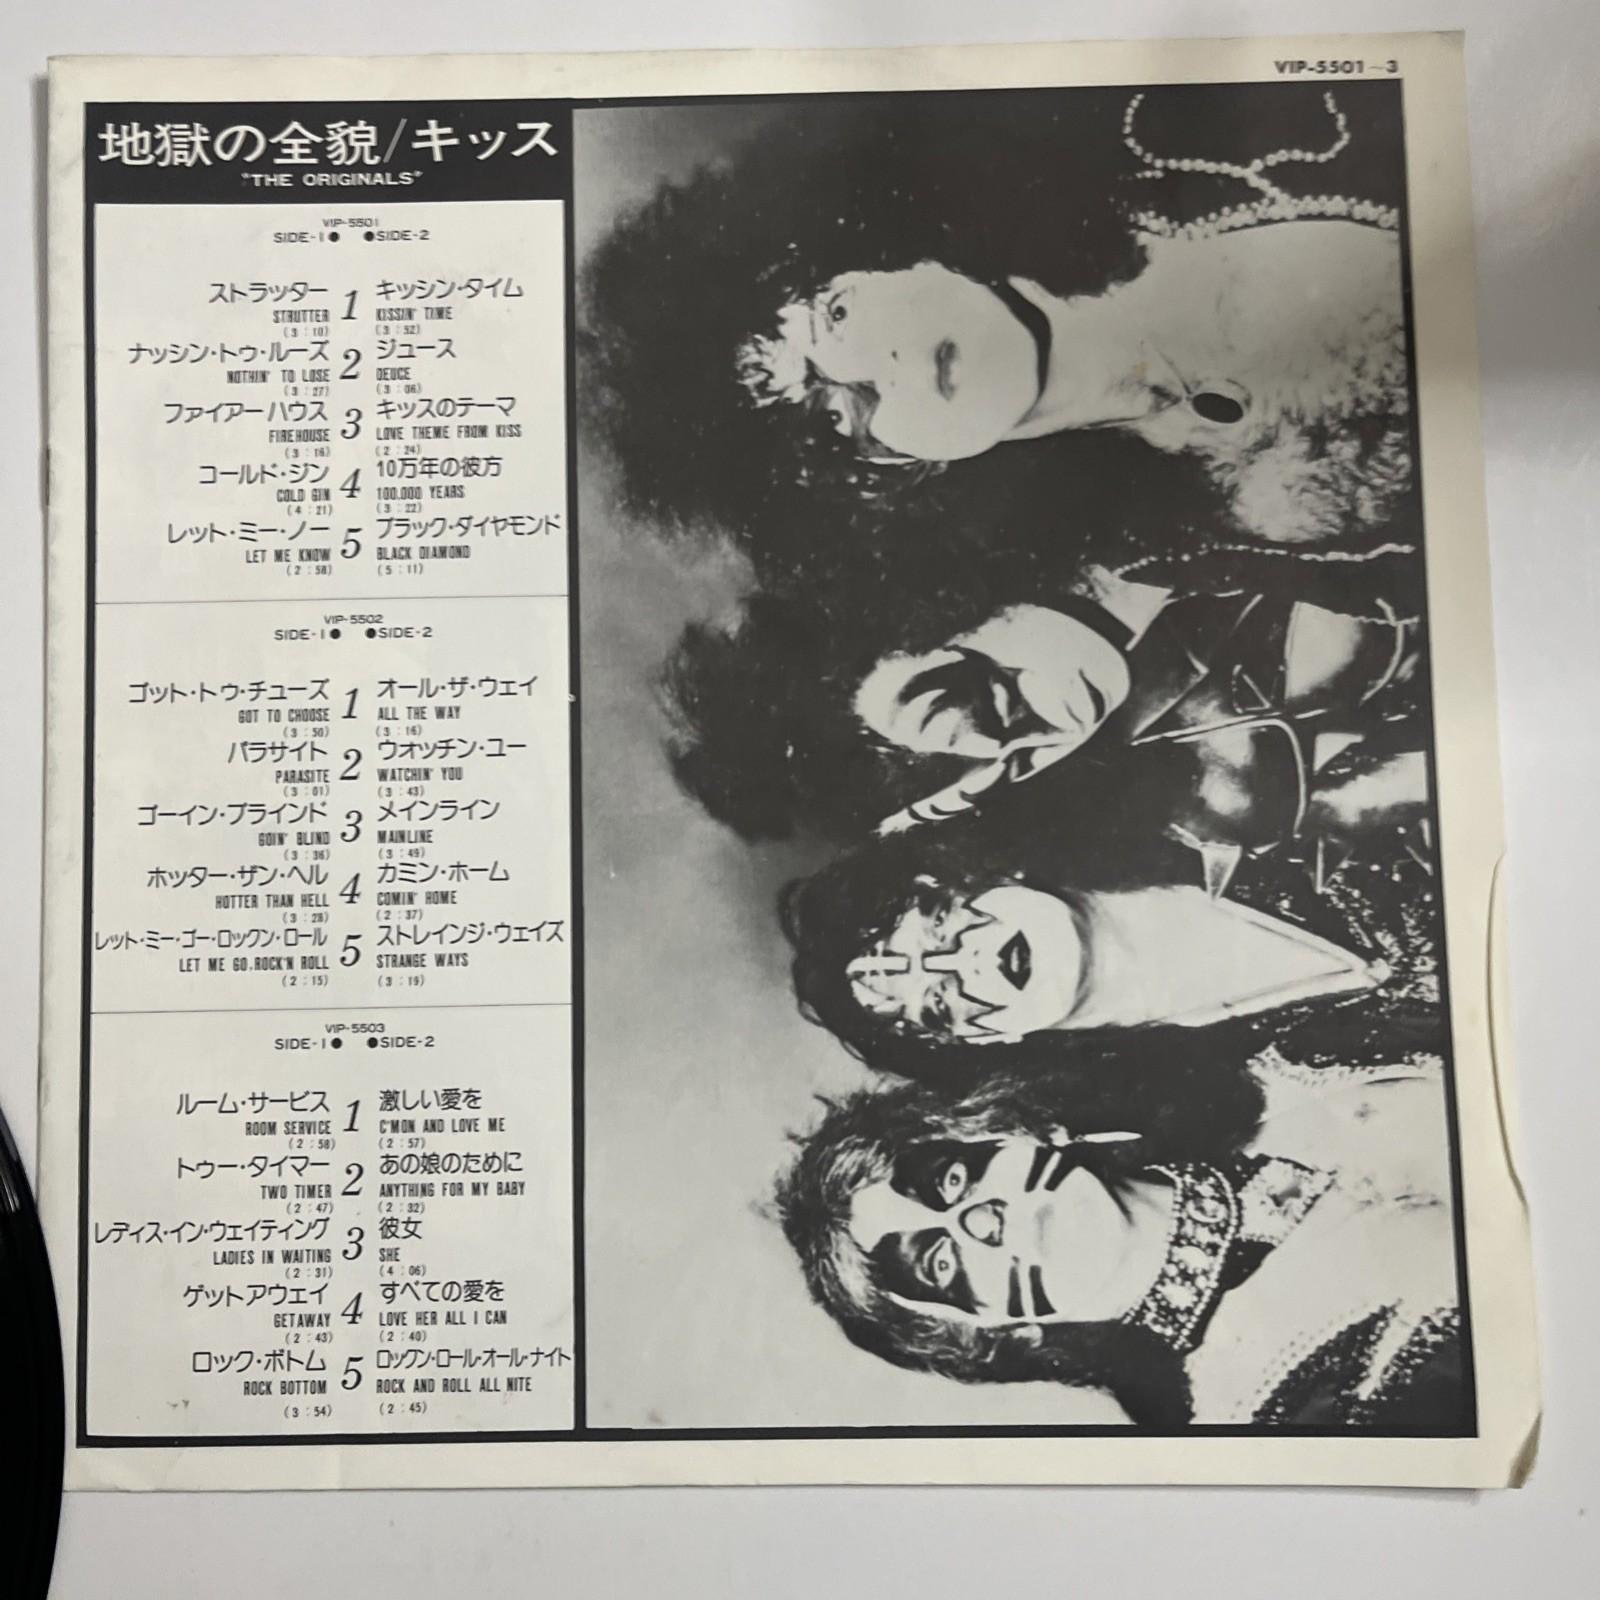 VIP-5501~3
地獄の全貌/キッス
"THE ORIGINALS"
VIP-5501
SIDE-1● ●SIDE-2
ストラッター 1 キッシン・タイム
STRUTTER KISSIN' TIME
(3:10) (3:52)
ナッシン・トゥ・ルーズ 2 ジュース
NOTHIN' TO LOSE DEUCE
(3:27) (3:06)
ファイアーハウス 3 キッスのテーマ
FIREHOUSE LOVE THEME FROM KISS
(3:16) (2:24)
コールド・ジン 4 10万年の彼方
COLD GIN 100,000 YEARS
(4:21) (3:22)
レット・ミー・ノー 5 ブラック・ダイヤモンド
LET ME KNOW BLACK DIAMOND
(2:58) (5:11)
VIP-5502
SIDE-1● ●SIDE-2
ゴット・トゥ・チューズ 1 オール・ザ・ウェイ
GOT TO CHOOSE ALL THE WAY
(3:50) (3:16)
パラサイト 2 ウォッチン・ユー
PARASITE WATCHIN' YOU
(3:01) (3:43)
ゴーイン・ブラインド 3 メインライン
GOIN' BLIND MAINLINE
(3:36) (3:49)
ホッター・ザン・ヘル 4 カミン・ホーム
HOTTER THAN HELL COMIN' HOME
(3:28) (2:37)
レット・ミー・ゴー・ロックン・ロール 5 ストレインジ・ウェイズ
LET ME GO, ROCK'N ROLL STRANGE WAYS
(2:15) (3:19)
VIP-5503
SIDE-1● ●SIDE-2
ルーム・サービス 1 激しい愛を
ROOM SERVICE C'MON AND LOVE ME
(2:58) (2:57)
トゥー・タイマー 2 あの娘のために
TWO TIMER ANYTHING FOR MY BABY
(2:47) (2:32)
レディス・イン・ウェイティング 3 彼女
LADIES IN WAITING SHE
(2:31) (4:06)
ゲットアウェイ 4 すべての愛を
GETAWAY LOVE HER ALL I CAN
(2:43) (2:40)
ロック・ボトム 5 ロックン・ロール・オール・ナイト
ROCK BOTTOM ROCK AND ROLL ALL NITE
(3:54) (2:45)